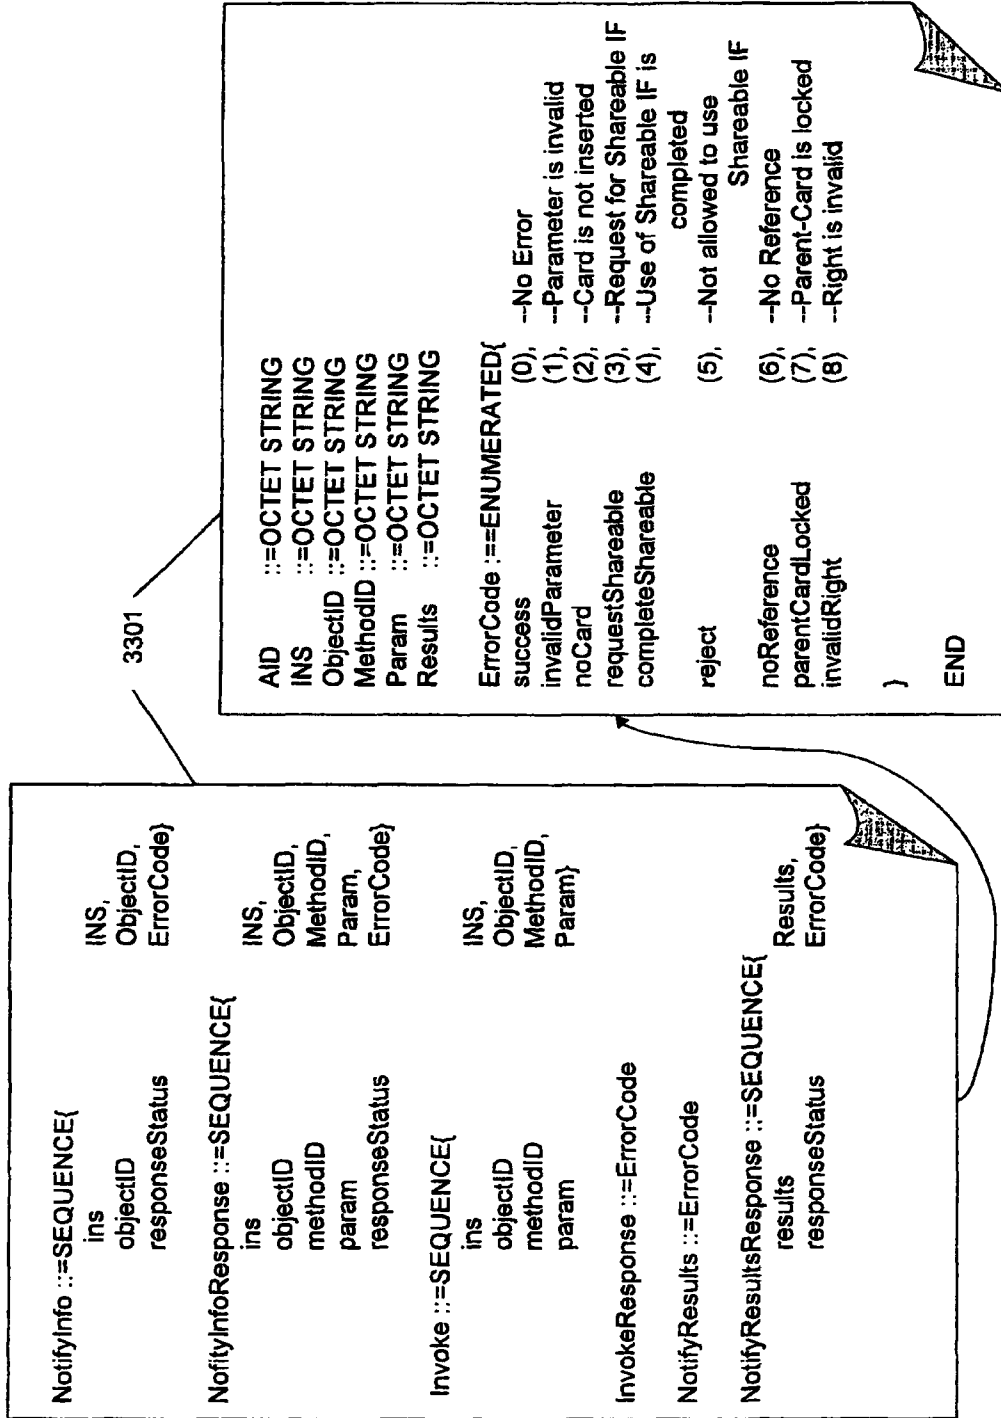 3301
NotifyInfo ::=SEQUENCE{
ins INS,
objectID ObjectID,
responseStatus ErrorCode}
NofityInfoResponse ::=SEQUENCE{
ins INS,
objectID ObjectID,
methodID MethodID,
param Param,
responseStatus ErrorCode}
Invoke ::=SEQUENCE{
ins INS,
objectID ObjectID,
methodID MethodID,
param Param}
InvokeResponse ::=ErrorCode
NotifyResults ::=ErrorCode
NotifyResultsResponse ::=SEQUENCE{
results Results,
responseStatus ErrorCode}
AID ::=OCTET STRING
INS ::=OCTET STRING
ObjectID ::=OCTET STRING
MethodID ::=OCTET STRING
Param ::=OCTET STRING
Results ::=OCTET STRING
ErrorCode :==ENUMERATED{
success (0), --No Error
invalidParameter (1), --Parameter is invalid
noCard (2), --Card is not inserted
requestShareable (3), --Request for Shareable IF
completeShareable (4), --Use of Shareable IF is
completed
reject (5), --Not allowed to use
Shareable IF
noReference (6), --No Reference
parentCardLocked (7), --Parent-Card is locked
invalidRight (8) --Right is invalid
}
END